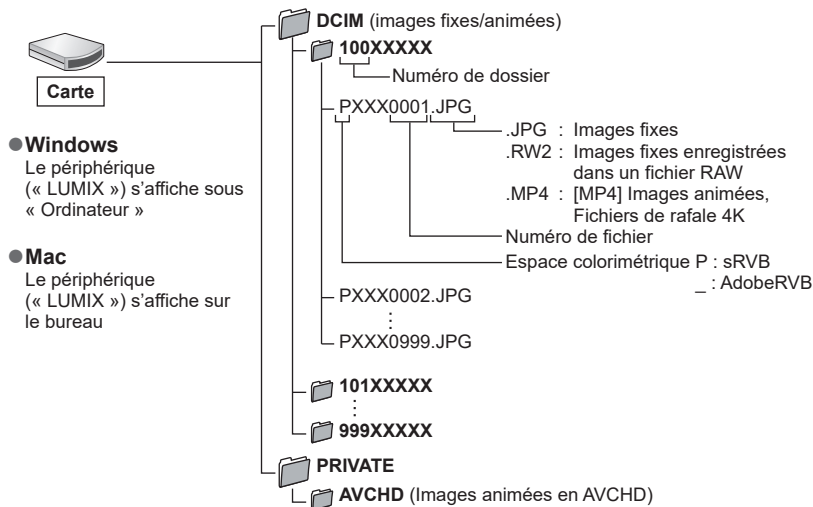 DCIM (images fixes/animées)
100XXXXX
Numéro de dossier
Carte
PXXX0001.JPG
.JPG : Images fixes
.RW2 : Images fixes enregistrées
dans un fichier RAW
.MP4 : [MP4] Images animées,
Fichiers de rafale 4K
Numéro de fichier
Espace colorimétrique P : sRVB
_ : AdobeRVB
●Windows
Le périphérique
(« LUMIX ») s’affiche sous
« Ordinateur »
●Mac
Le périphérique
(« LUMIX ») s’affiche sur
le bureau
PXXX0002.JPG
PXXX0999.JPG
101XXXXX
999XXXXX
PRIVATE
AVCHD (Images animées en AVCHD)